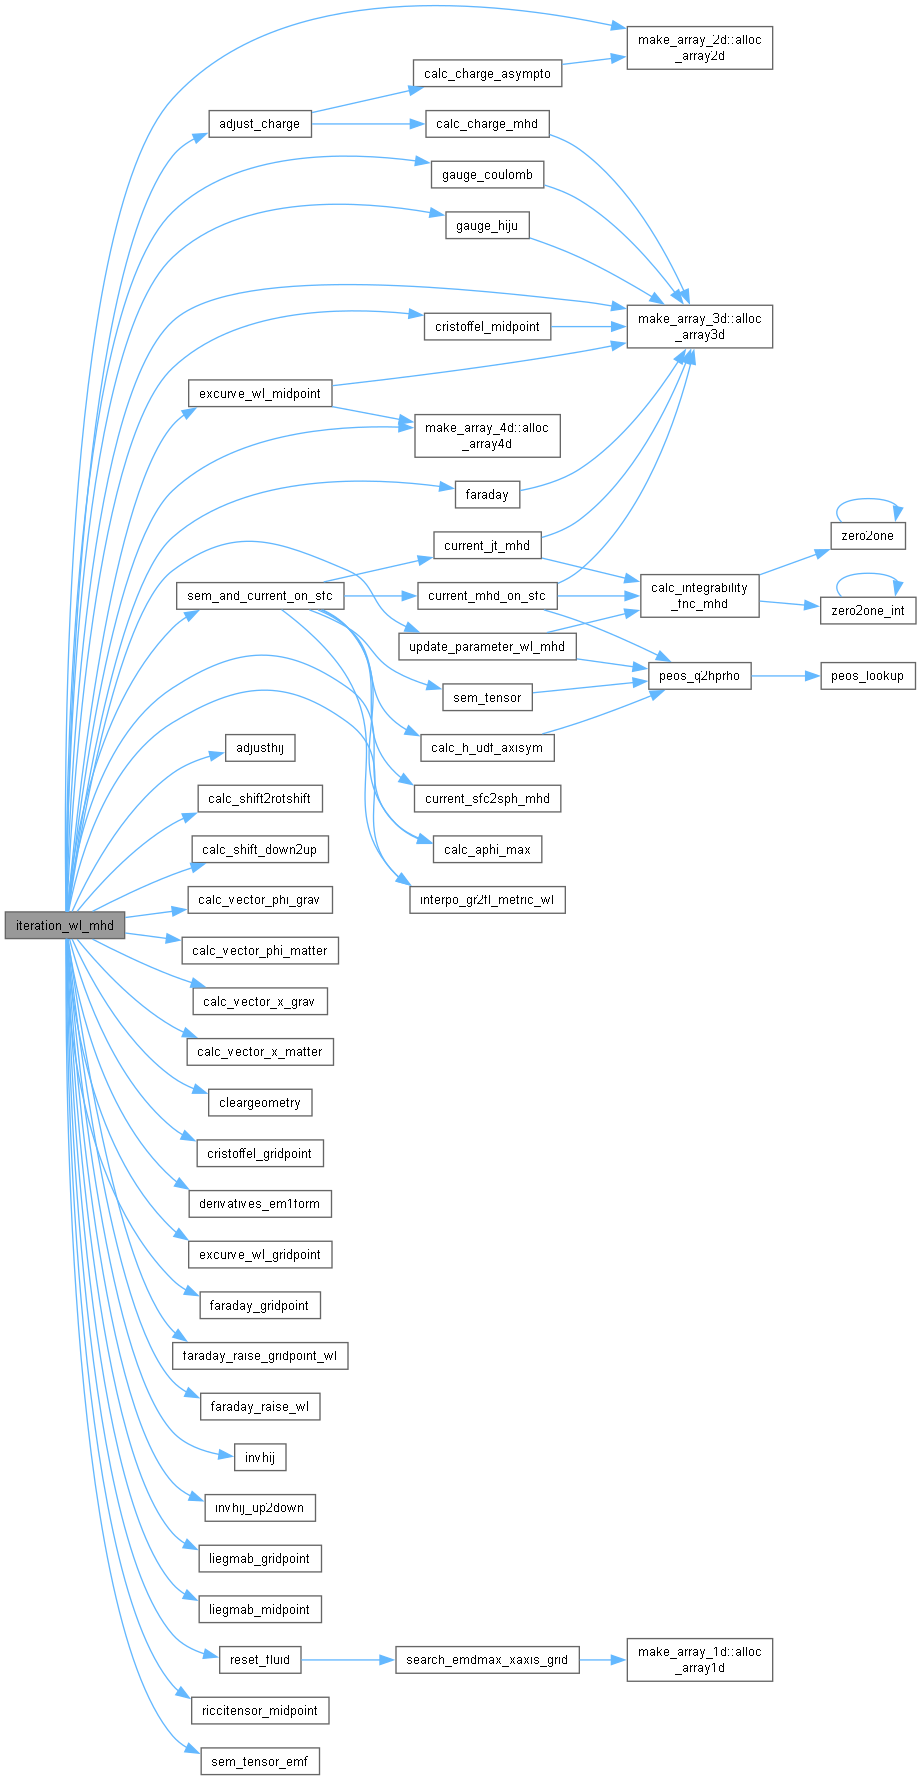 make_array_2d::alloc
_array2d
calc_charge_asympto
adjust_charge
calc_charge_mhd
gauge_coulomb
gauge_hiju
make_array_3d::alloc
_array3d
cristoffel_midpoint
excurve_wl_midpoint
make_array_4d::alloc
_array4d
faraday
zero2one
current_jt_mhd
calc_integrability
_fnc_mhd
sem_and_current_on_sfc
current_mhd_on_sfc
zero2one_int
update_parameter_wl_mhd
peos_q2hprho
peos_lookup
sem_tensor
adjusthij
calc_h_udf_axisym
calc_shift2rotshift
current_sfc2sph_mhd
calc_shift_down2up
calc_aphi_max
calc_vector_phi_grav
interpo_gr2fl_metric_wl
iteration_wl_mhd
calc_vector_phi_matter
calc_vector_x_grav
calc_vector_x_matter
cleargeometry
cristoffel_gridpoint
derivatives_em1form
excurve_wl_gridpoint
faraday_gridpoint
faraday_raise_gridpoint_wl
faraday_raise_wl
invhij
invhij_up2down
liegmab_gridpoint
liegmab_midpoint
reset_fluid
search_emdmax_xaxis_grid
make_array_1d::alloc
_array1d
riccitensor_midpoint
sem_tensor_emf